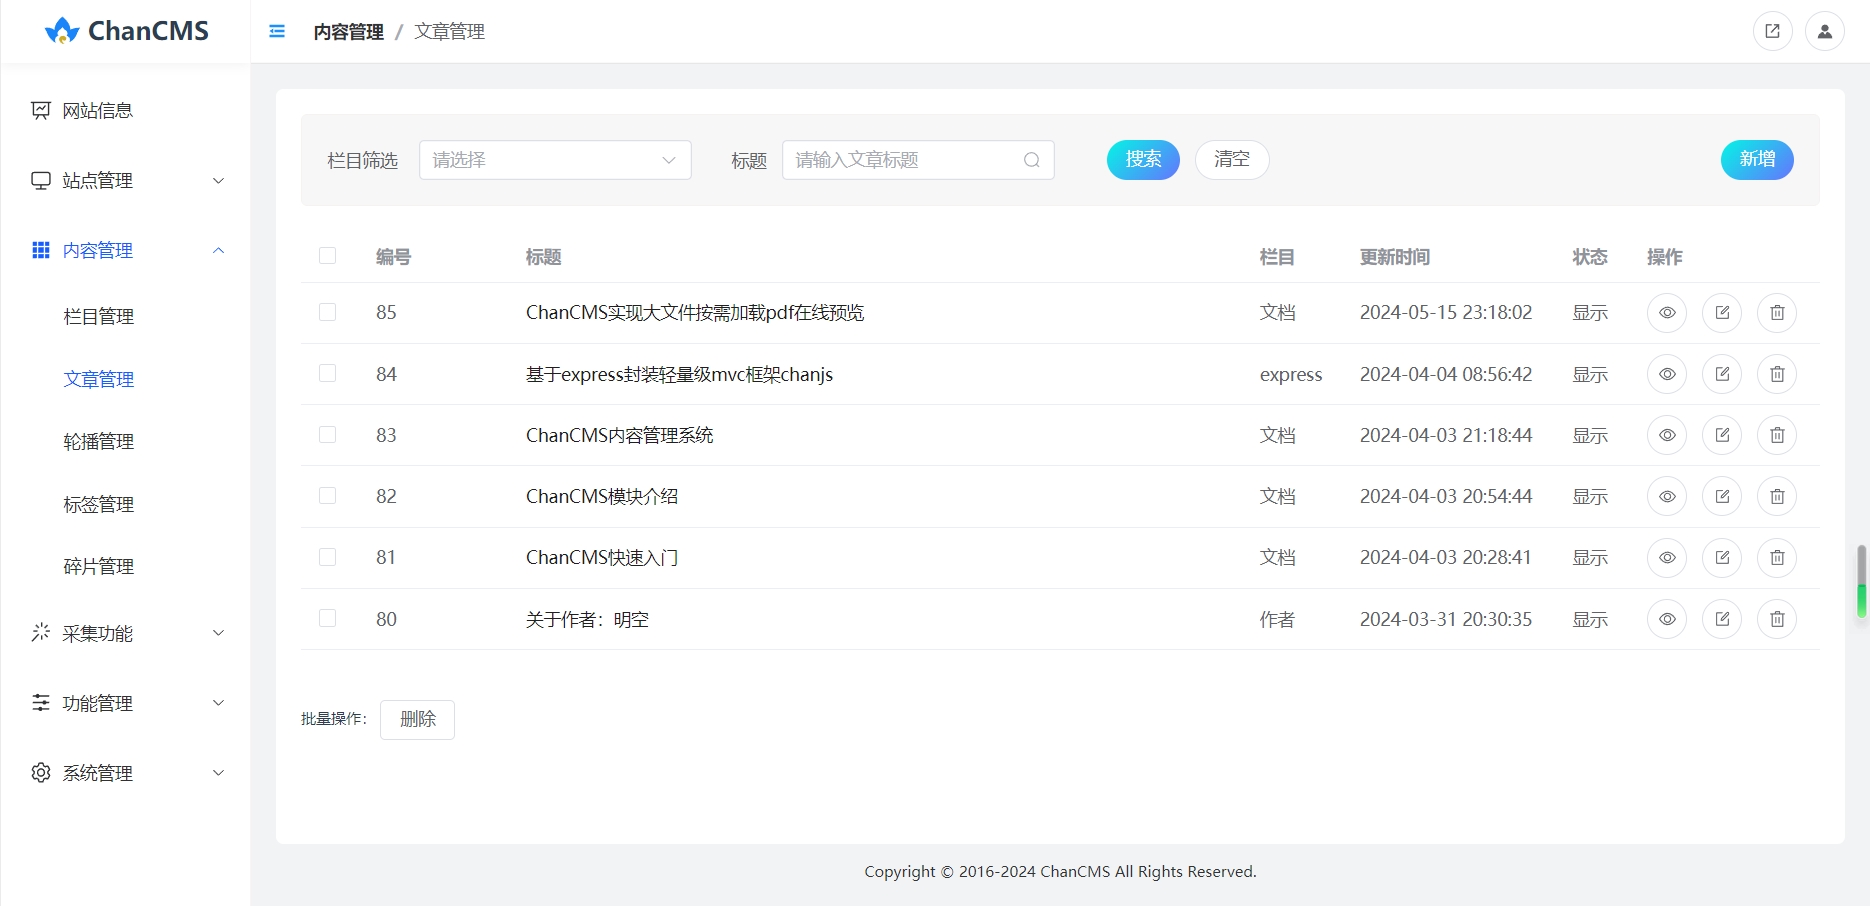 ChanCMS
内容管理 / 文章管理
网站信息
站点管理
内容管理
栏目管理
文章管理
轮播管理
标签管理
碎片管理
采集功能
功能管理
系统管理
栏目筛选 请选择 标题 请输入文章标题 搜索 清空 新增
编号 标题 栏目 更新时间 状态 操作
85 ChanCMS实现大文件按需加载pdf在线预览 文档 2024-05-15 23:18:02 显示
84 基于express封装轻量级mvc框架chanjs express 2024-04-04 08:56:42 显示
83 ChanCMS内容管理系统 文档 2024-04-03 21:18:44 显示
82 ChanCMS模块介绍 文档 2024-04-03 20:54:44 显示
81 ChanCMS快速入门 文档 2024-04-03 20:28:41 显示
80 关于作者：明空 作者 2024-03-31 20:30:35 显示
批量操作： 删除
Copyright © 2016-2024 ChanCMS All Rights Reserved.